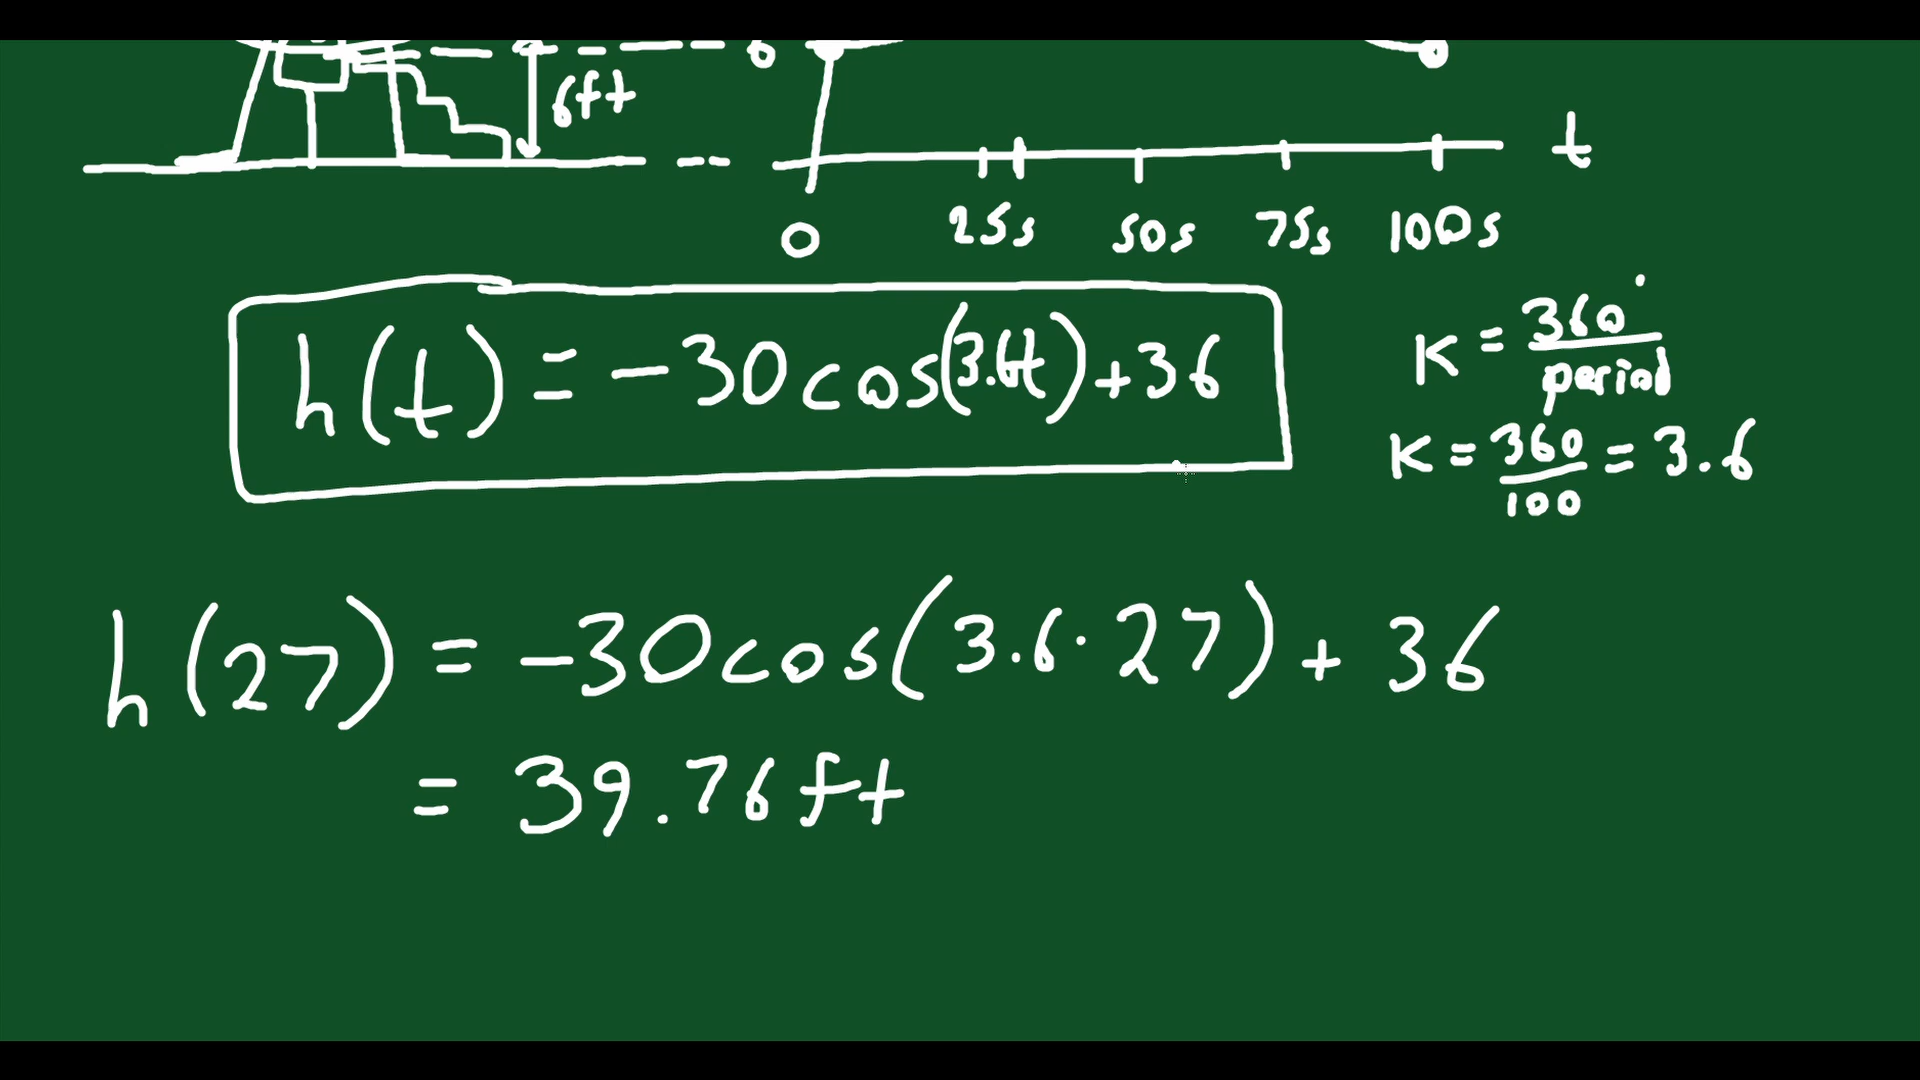 6
6ft
t
0 25s 50s 75s 100s
h(t) = -30cos(3.6t)+36
K = 360°/period
K = 360/100 = 3.6
h(27) = -30cos(3.6·27) + 36
= 39.76ft